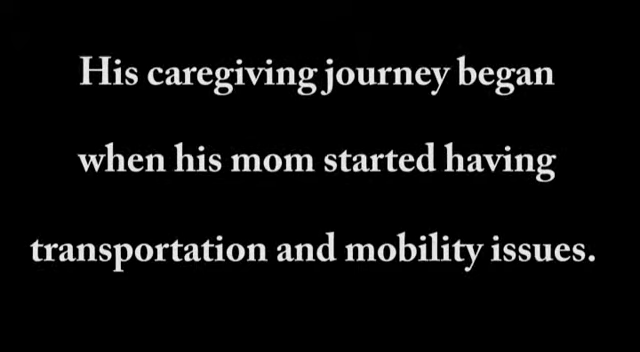 His caregiving journey began
when his mom started having
transportation and mobility issues.